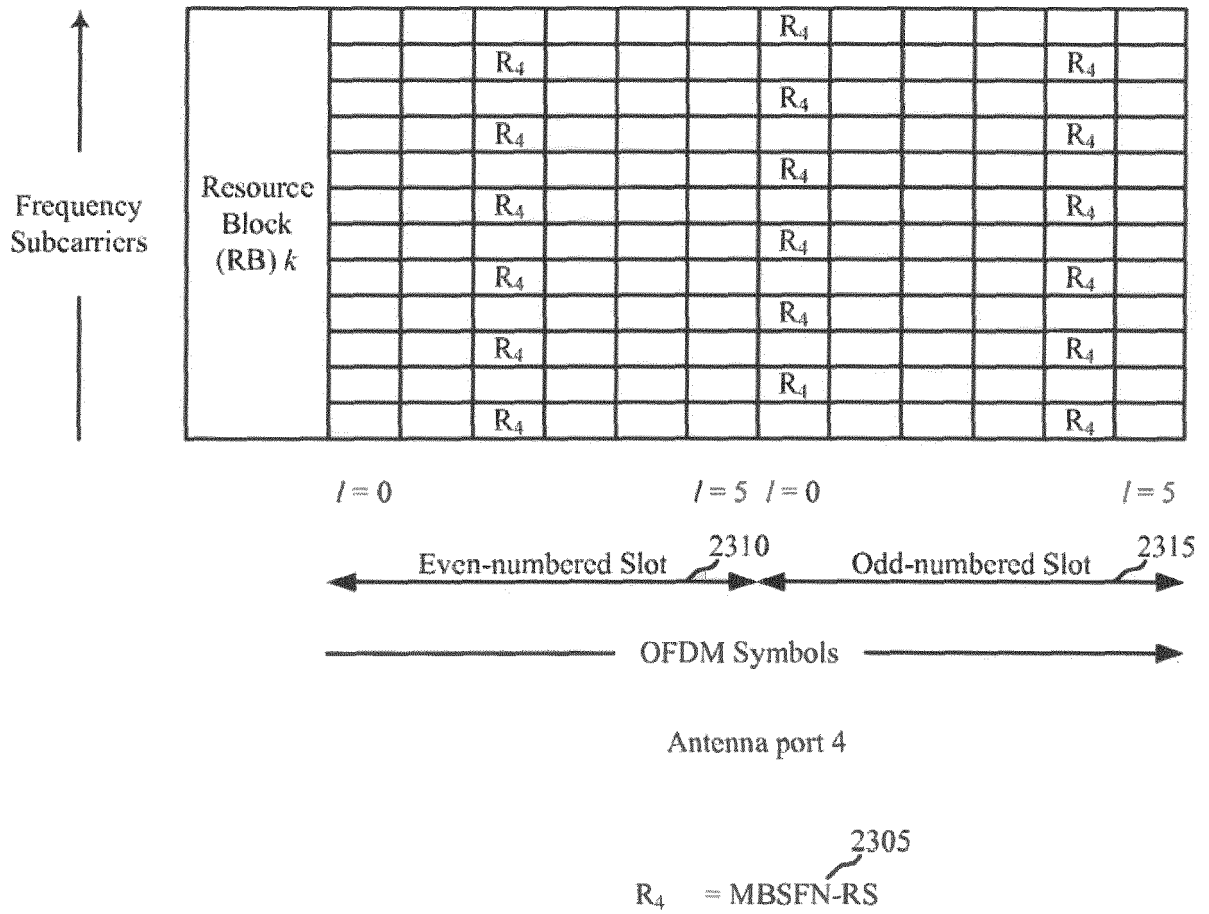 R₄
R₄ R₄
R₄
R₄ R₄
R₄
R₄ R₄
R₄
R₄ R₄
R₄
R₄ R₄
R₄
R₄ R₄
Frequency
Subcarriers
Resource
Block
(RB) k
l = 0 l = 5 l = 0 l = 5
Even-numbered Slot 2310 Odd-numbered Slot 2315
OFDM Symbols
Antenna port 4
2305
R₄ = MBSFN-RS